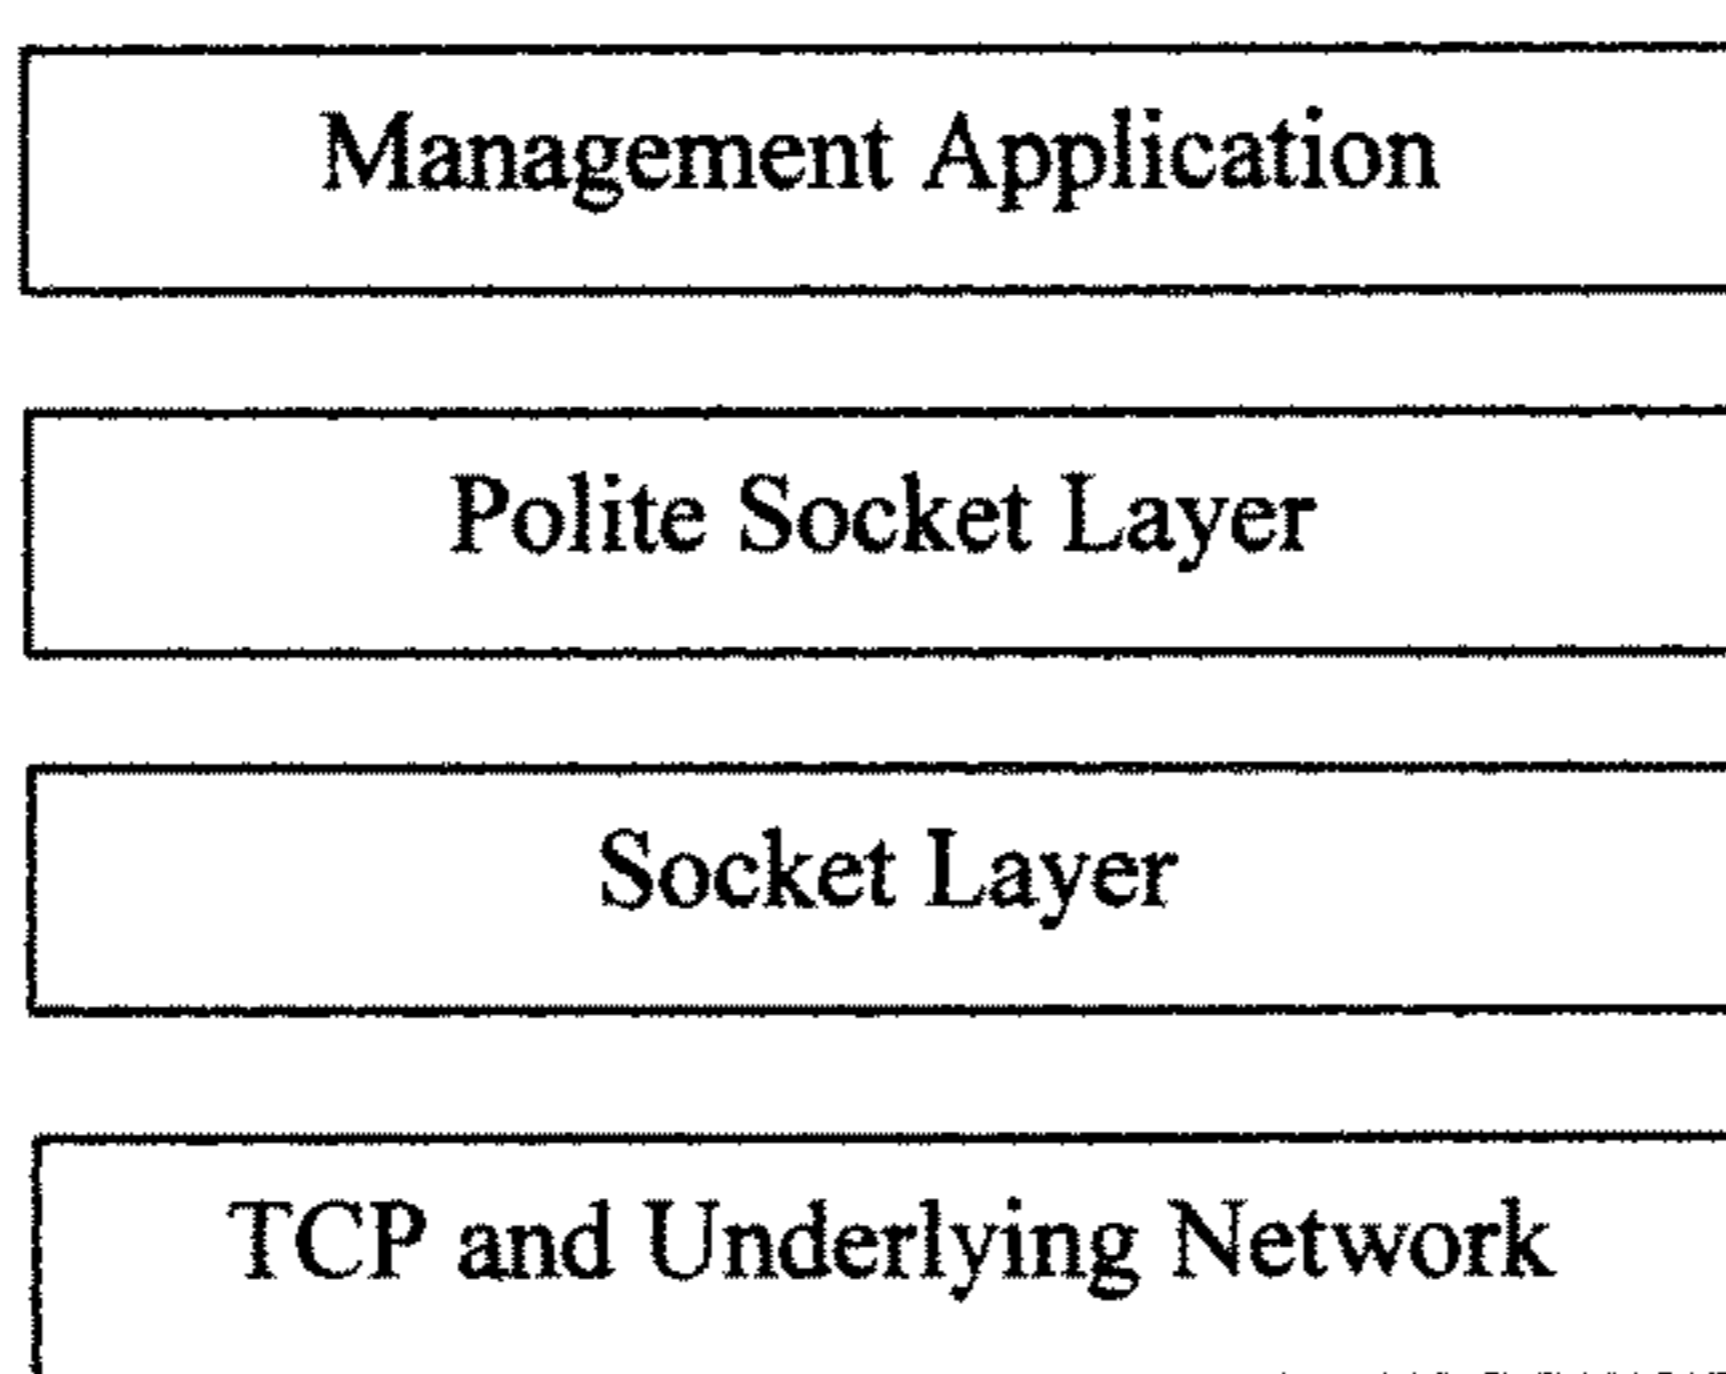 Management Application
Polite Socket Layer
Socket Layer
TCP and Underlying Network